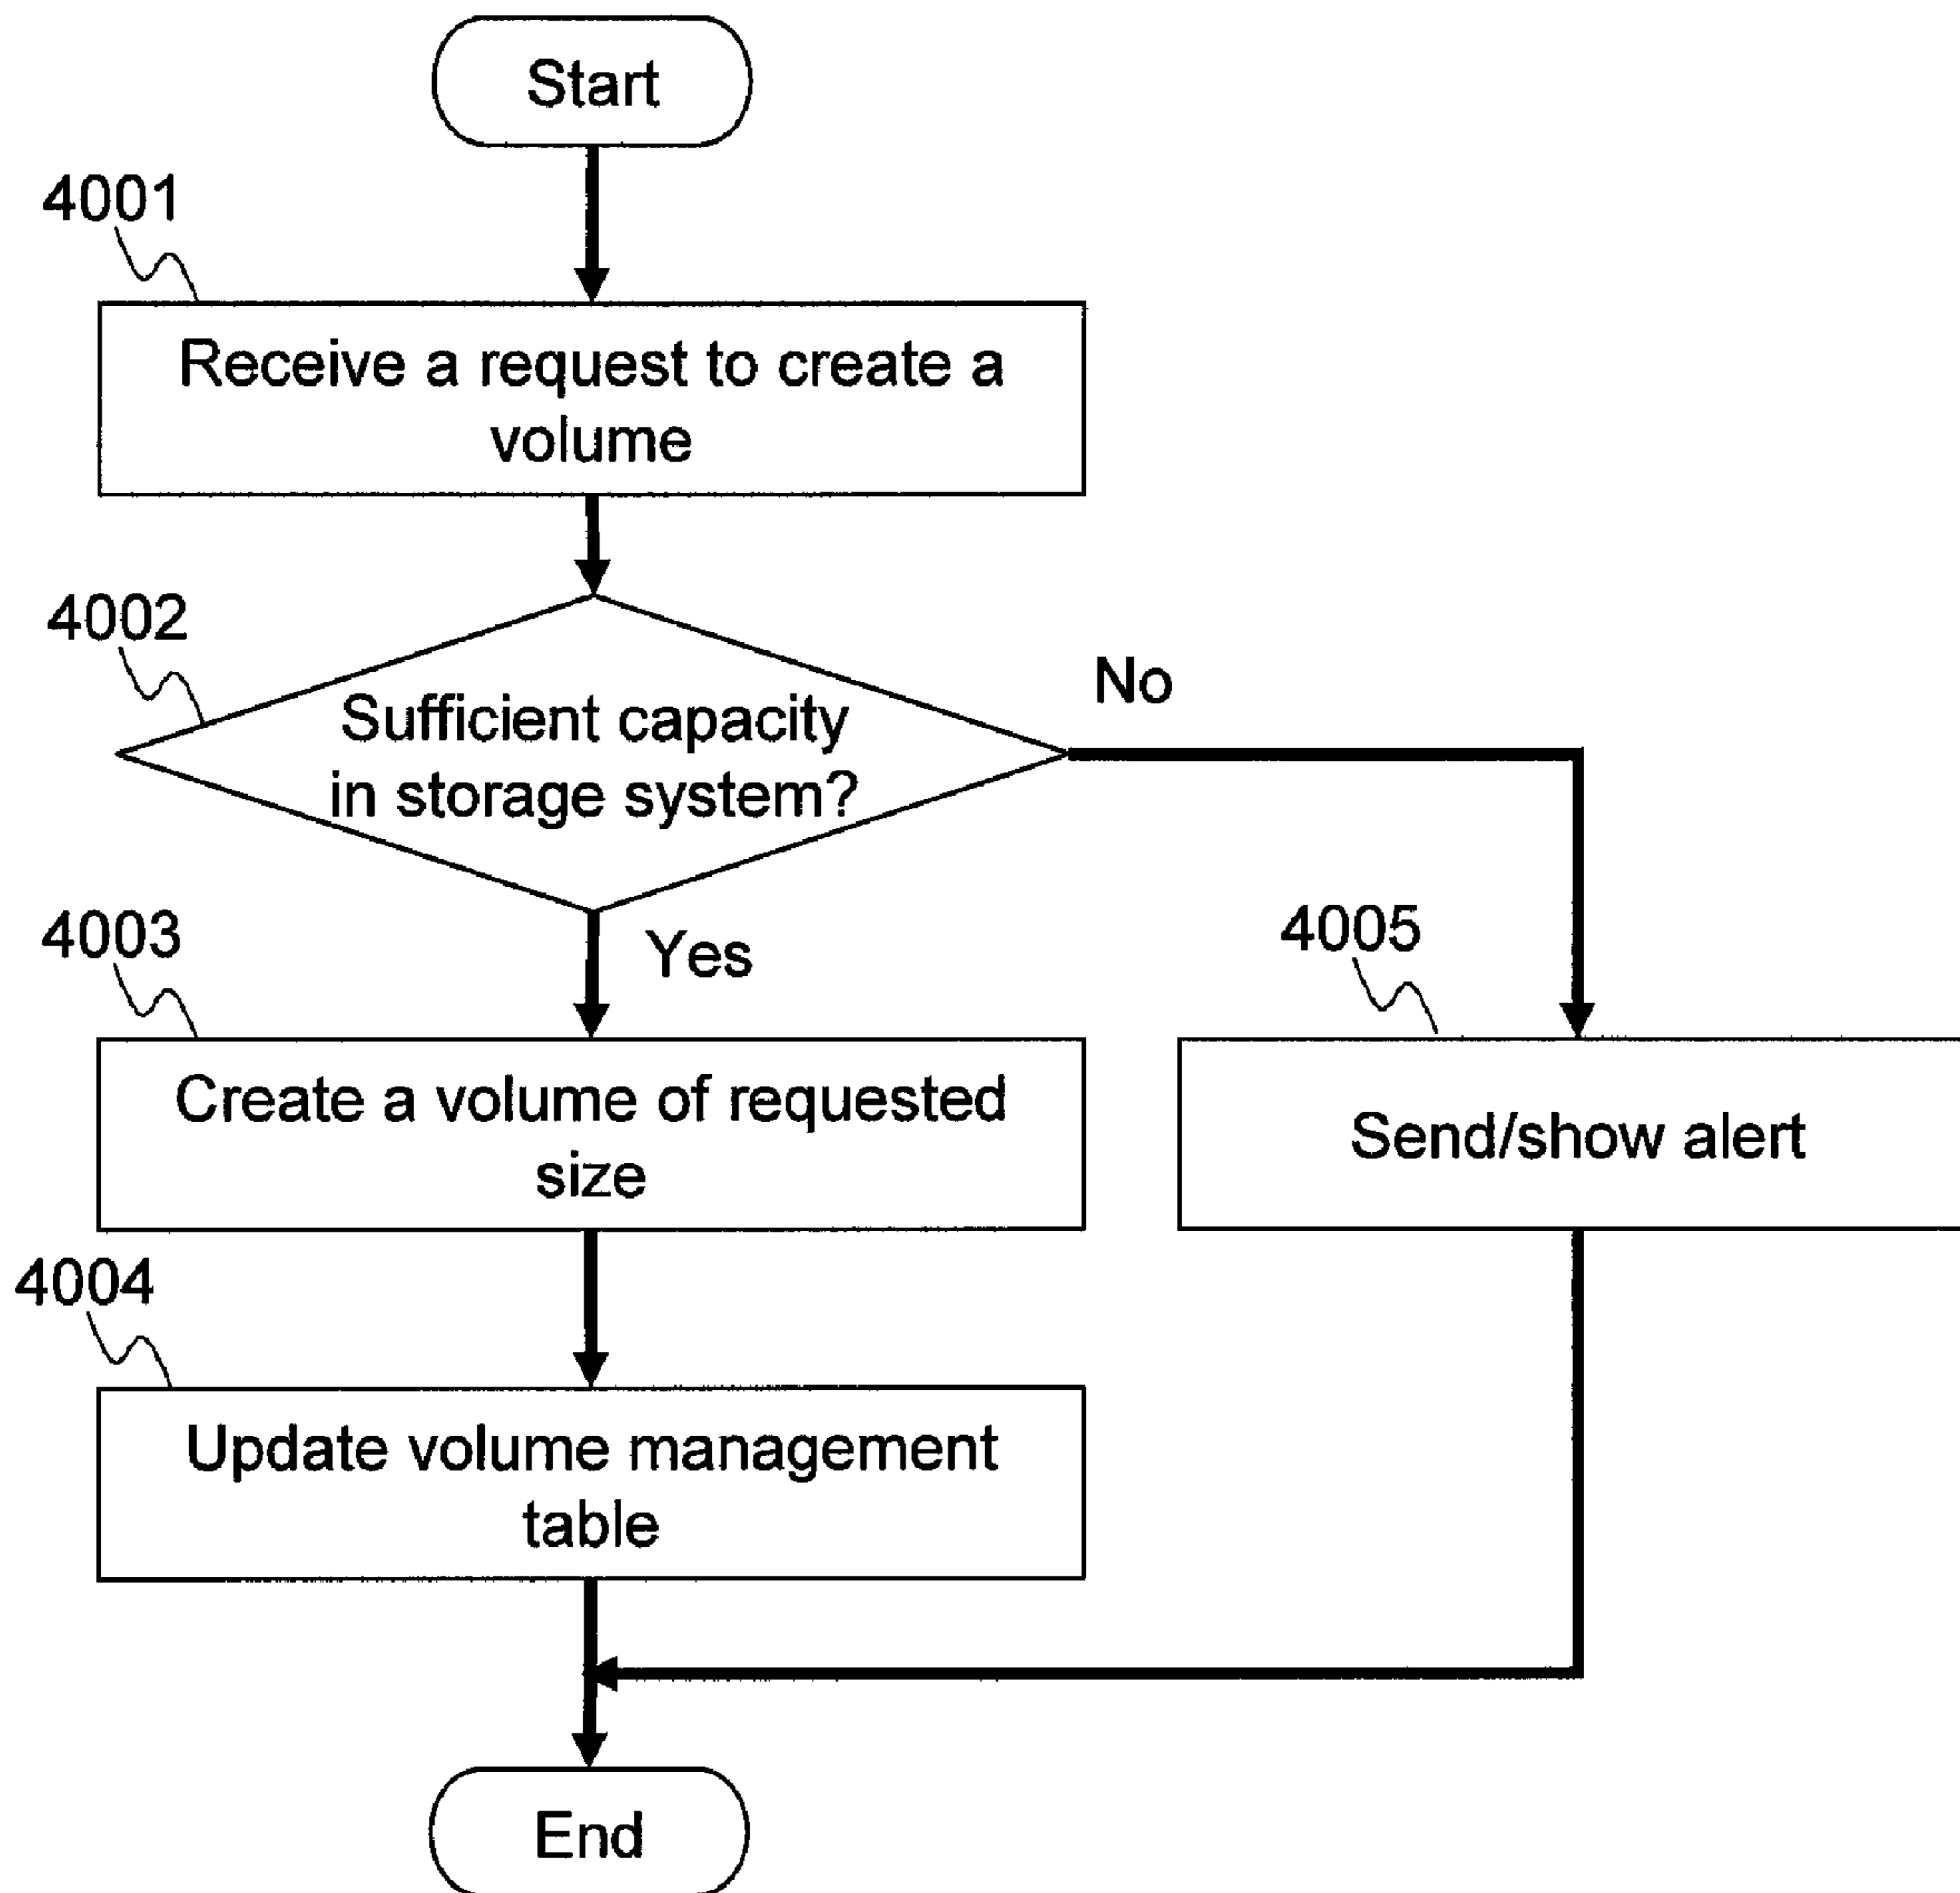 Start
4001
Receive a request to create a
volume
4002
Sufficient capacity
in storage system?
No
Yes
4003
Create a volume of requested
size
4005
Send/show alert
4004
Update volume management
table
End